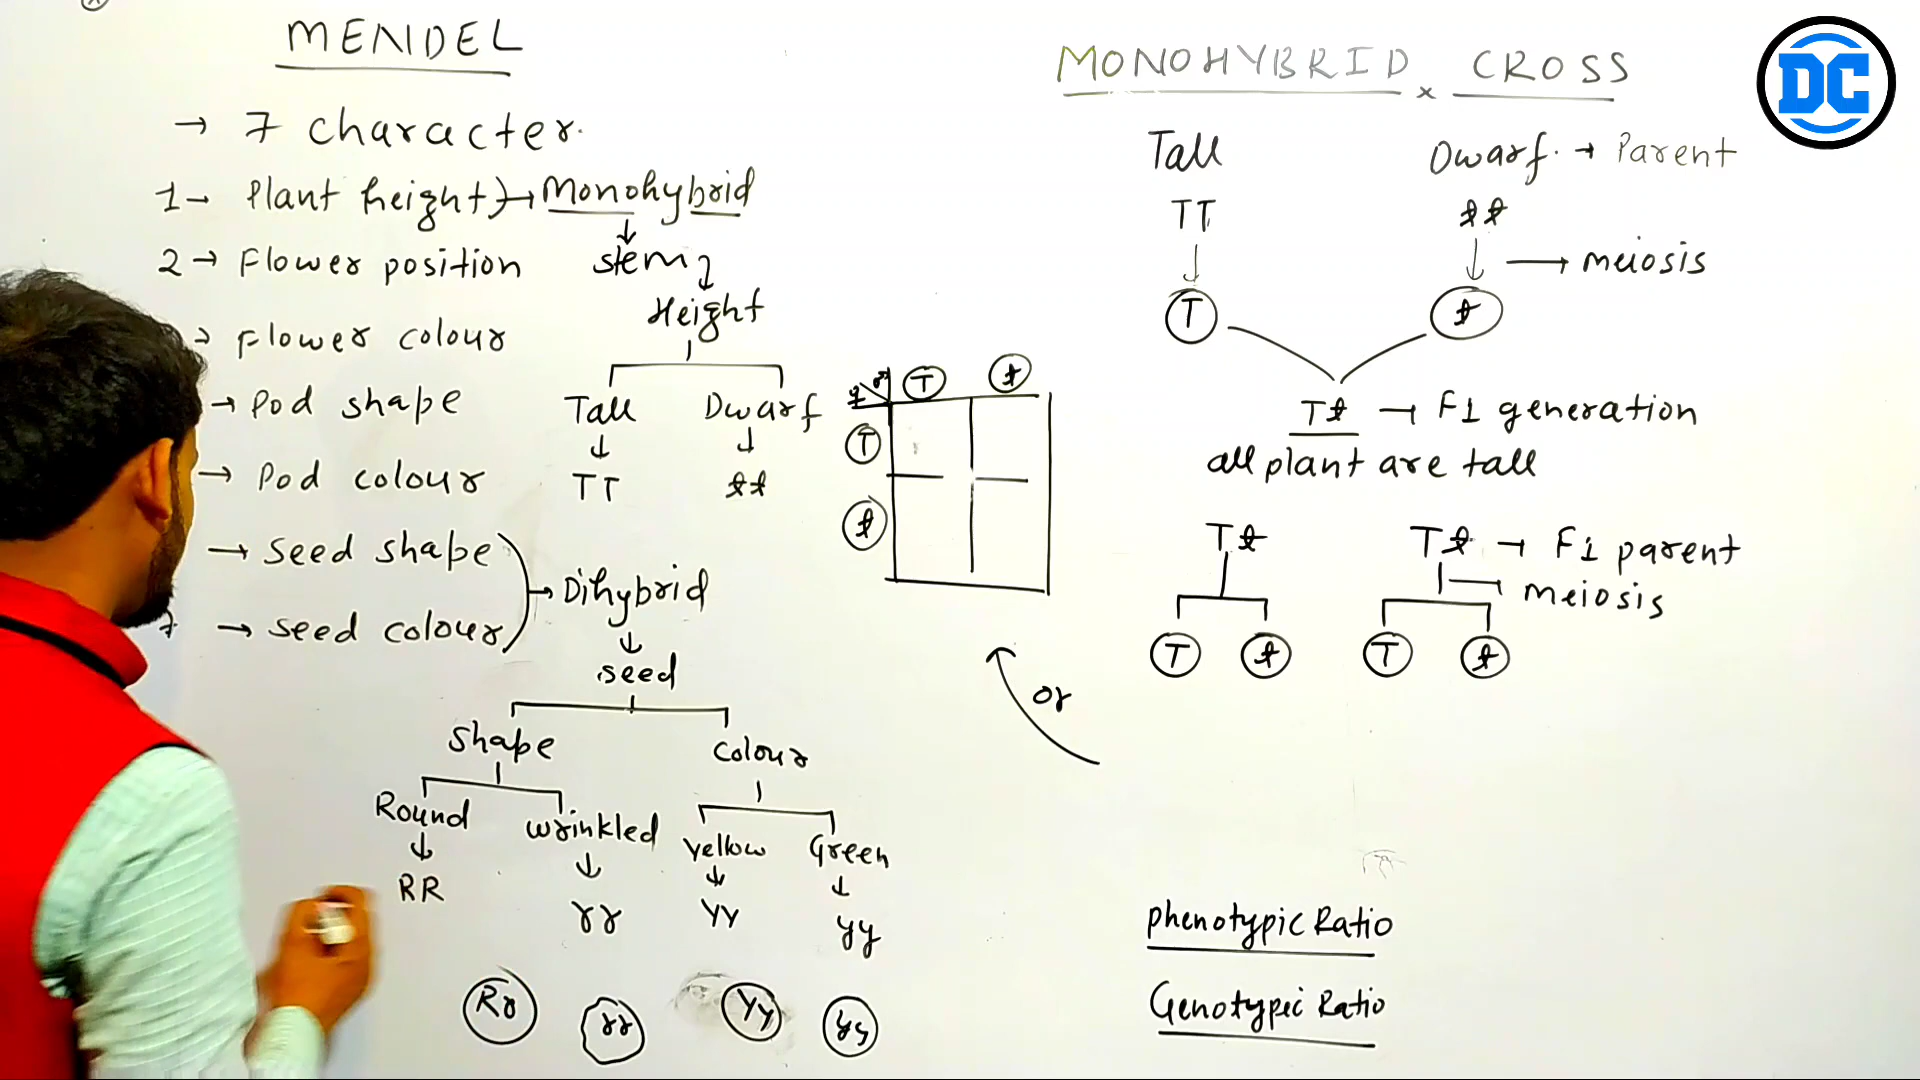 MENDEL
→ 7 character.
1→ Plant height → Monohybrid
↓
2→ Flower position stem
Height
→ Flower colour
Tall Dwarf
↓ ↓
TT tt
→ Pod shape
→ Pod colour
→ Seed shape
7 → seed colour
→ Dihybrid
↓
seed
Shape Colour
Round wrinkled yellow Green
↓ ↓ ↓ ↓
RR rr YY yy
Rr rr Yy yy
♂ T t
♀
T
t
or
MONOHYBRID CROSS
×
Tall Dwarf. → Parent
TT tt
↓ ↓ → meiosis
T t
Tt → F1 generation
all plant are tall
Tt Tt → F1 parent
meiosis
T t T t
Phenotypic Ratio
Genotypic Ratio
DC